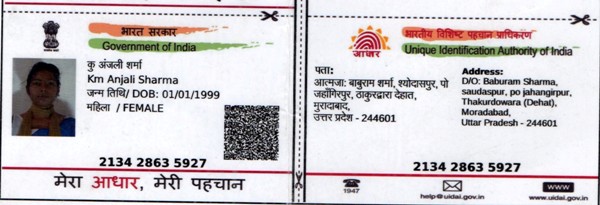 भारत सरकार
Government of India
कु अंजली शर्मा
Km Anjali Sharma
जन्म तिथि/ DOB: 01/01/1999
महिला / FEMALE
2134 2863 5927
मेरा आधार, मेरी पहचान
भारतीय विशिष्ट पहचान प्राधिकरण
Unique Identification Authority of India
आधार
पता:
आत्मजा: बाबुराम शर्मा, श्योदासपुर, पो
जहाँगिरपुर, ठाकुरद्वारा देहात,
मुरादाबाद,
उत्तर प्रदेश - 244601
Address:
D/O: Baburam Sharma,
saudaspur, po jahangirpur,
Thakurdowara (Dehat),
Moradabad,
Uttar Pradesh - 244601
2134 2863 5927
1947
help@uidai.gov.in
www
www.uidai.gov.in